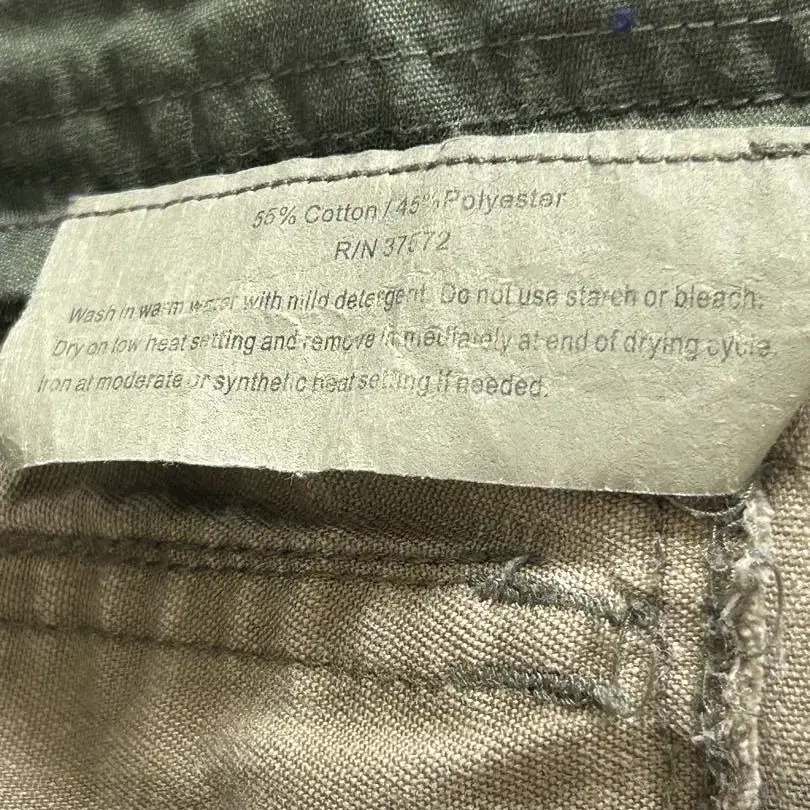 55% Cotton / 45% Polyester
R/N
Wash in warm water with mild detergent. Do not use starch or bleach.
Dry on low heat setting and remove immediately at end of drying cycle
Iron at moderate or synthetic heat setting if needed.